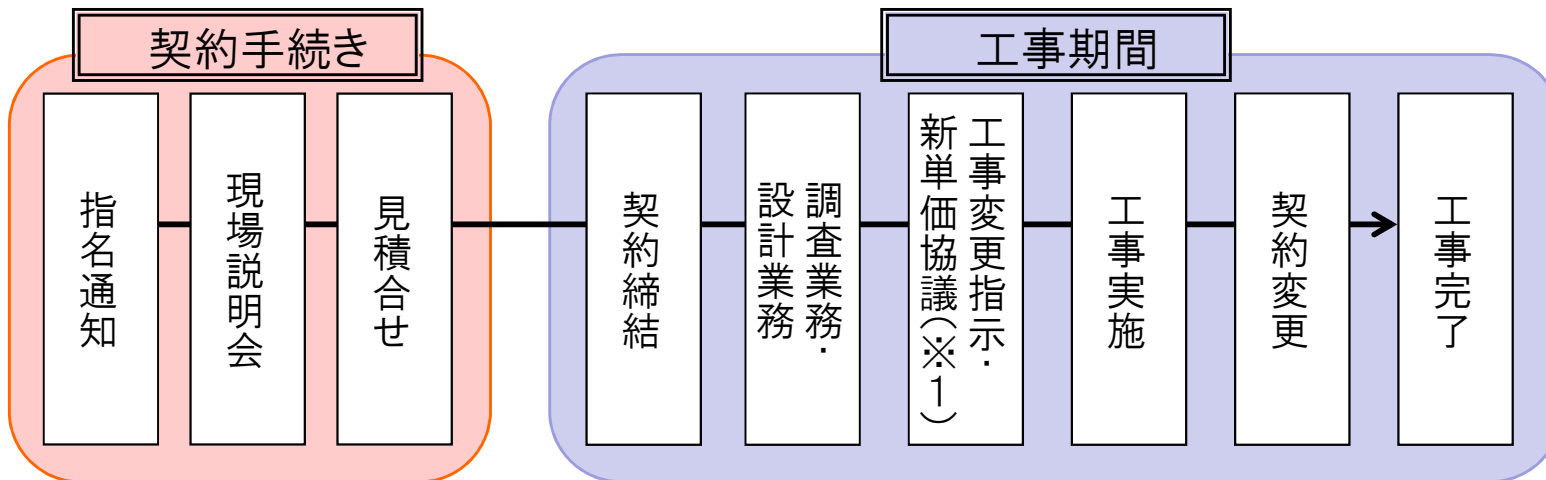 契約手続き
指名通知
現場説明会
見積合せ
工事期間
契約締結
調査業務・
設計業務
工事変更指示・
新単価協議(※1)
工事実施
契約変更
工事完了